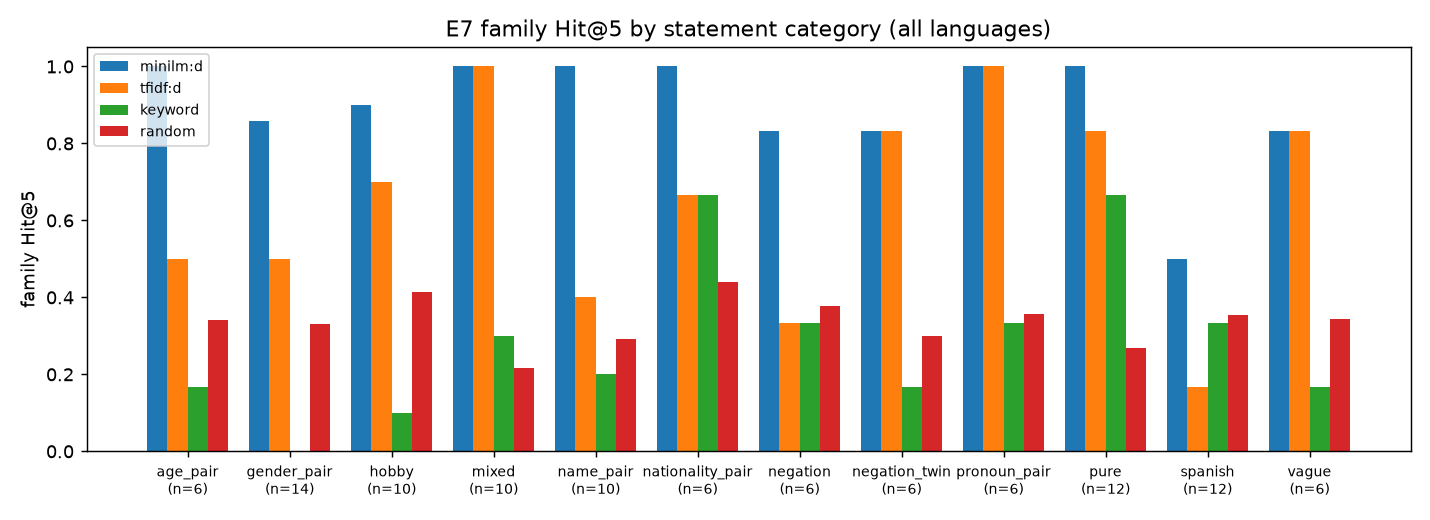 E7 family Hit@5 by statement category (all languages)
minilm:d
tfidf:d
keyword
random
family Hit@5
1.0
0.8
0.6
0.4
0.2
0.0
age_pair gender_pair hobby mixed name_pair nationality_pair negation negation_twin pronoun_pair pure spanish vague
(n=6) (n=14) (n=10) (n=10) (n=10) (n=6) (n=6) (n=6) (n=6) (n=12) (n=12) (n=6)